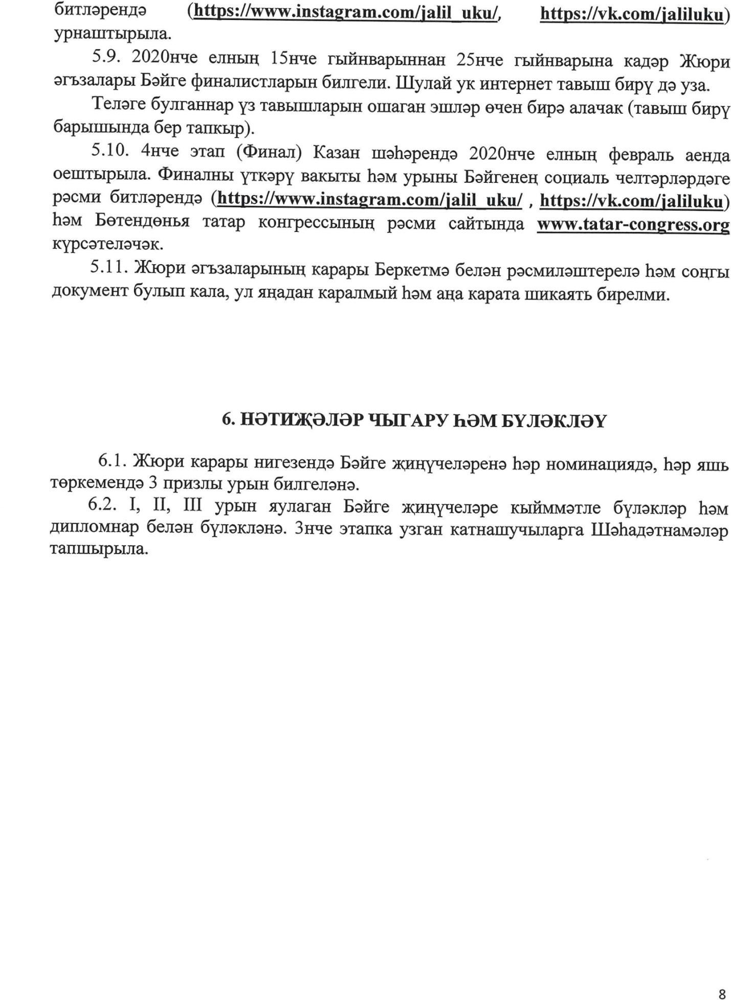 битләрендә (https://www.instagram.com/jalil_uku/, https://vk.com/jaliluku)
урнаштырыла.
5.9. 2020нче елның 15нче гыйнварыннан 25нче гыйнварына кадәр Жюри
әгъзалары Бәйге финалистларын билгели. Шулай ук интернет тавыш бирү дә уза.
Теләге булганнар үз тавышларын ошаган эшләр өчен бирә алачак (тавыш бирү
барышында бер тапкыр).
5.10. 4нче этап (Финал) Казан шәһәрендә 2020нче елның февраль аенда
оештырыла. Финалны үткәрү вакыты һәм урыны Бәйгенең социаль челтәрләрдәге
рәсми битләрендә (https://www.instagram.com/jalil_uku/ , https://vk.com/jaliluku)
һәм Бөтендөнья татар конгрессының рәсми сайтында www.tatar-congress.org
күрсәтеләчәк.
5.11. Жюри әгъзаларының карары Беркетмә белән рәсмиләштерелә һәм соңгы
документ булып кала, ул яңадан каралмый һәм аңа карата шикаять бирелми.
6. НӘТИҖӘЛӘР ЧЫГАРУ ҺӘМ БҮЛӘКЛӘҮ
6.1. Жюри карары нигезендә Бәйге җиңүчеләренә һәр номинациядә, һәр яшь
төркемендә 3 призлы урын билгеләнә.
6.2. I, II, III урын яулаган Бәйге җиңүчеләре кыйммәтле бүләкләр һәм
дипломнар белән бүләкләнә. 3нче этапка узган катнашучыларга Шәһадәтнамәләр
тапшырыла.
8